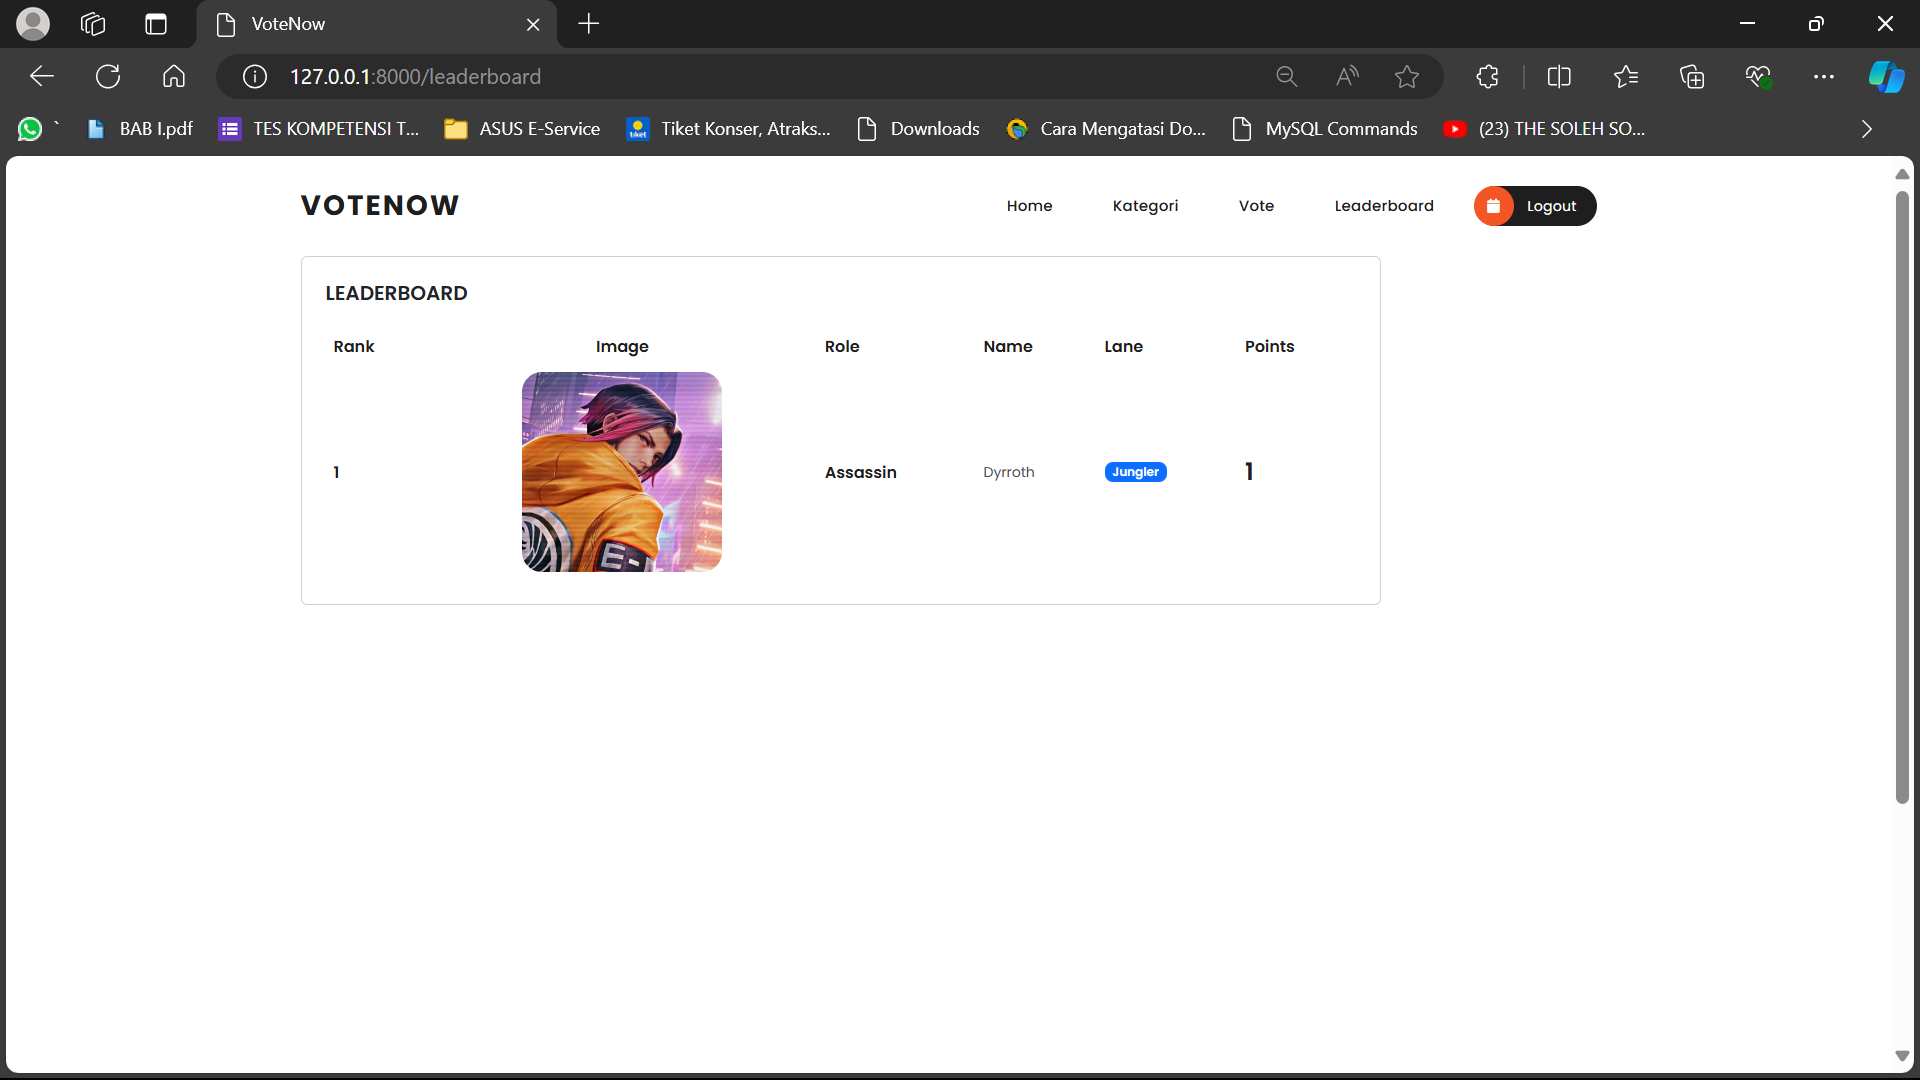 VoteNow
127.0.0.1:8000/leaderboard
` BAB I.pdf TES KOMPETENSI T... ASUS E-Service Tiket Konser, Atraks... Downloads Cara Mengatasi Do... MySQL Commands (23) THE SOLEH SO...
VOTENOW Home Kategori Vote Leaderboard Logout
LEADERBOARD
Rank Image Role Name Lane Points
1 Assassin Dyrroth Jungler 1
E-